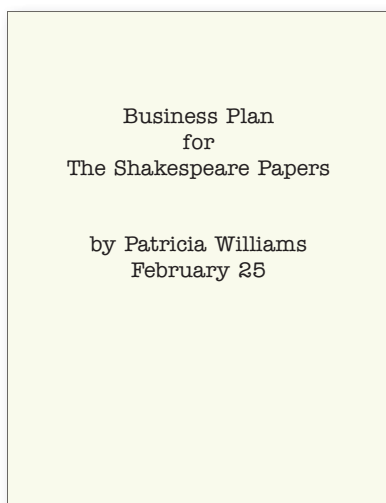 Business Plan
for
The Shakespeare Papers
by Patricia Williams
February 25